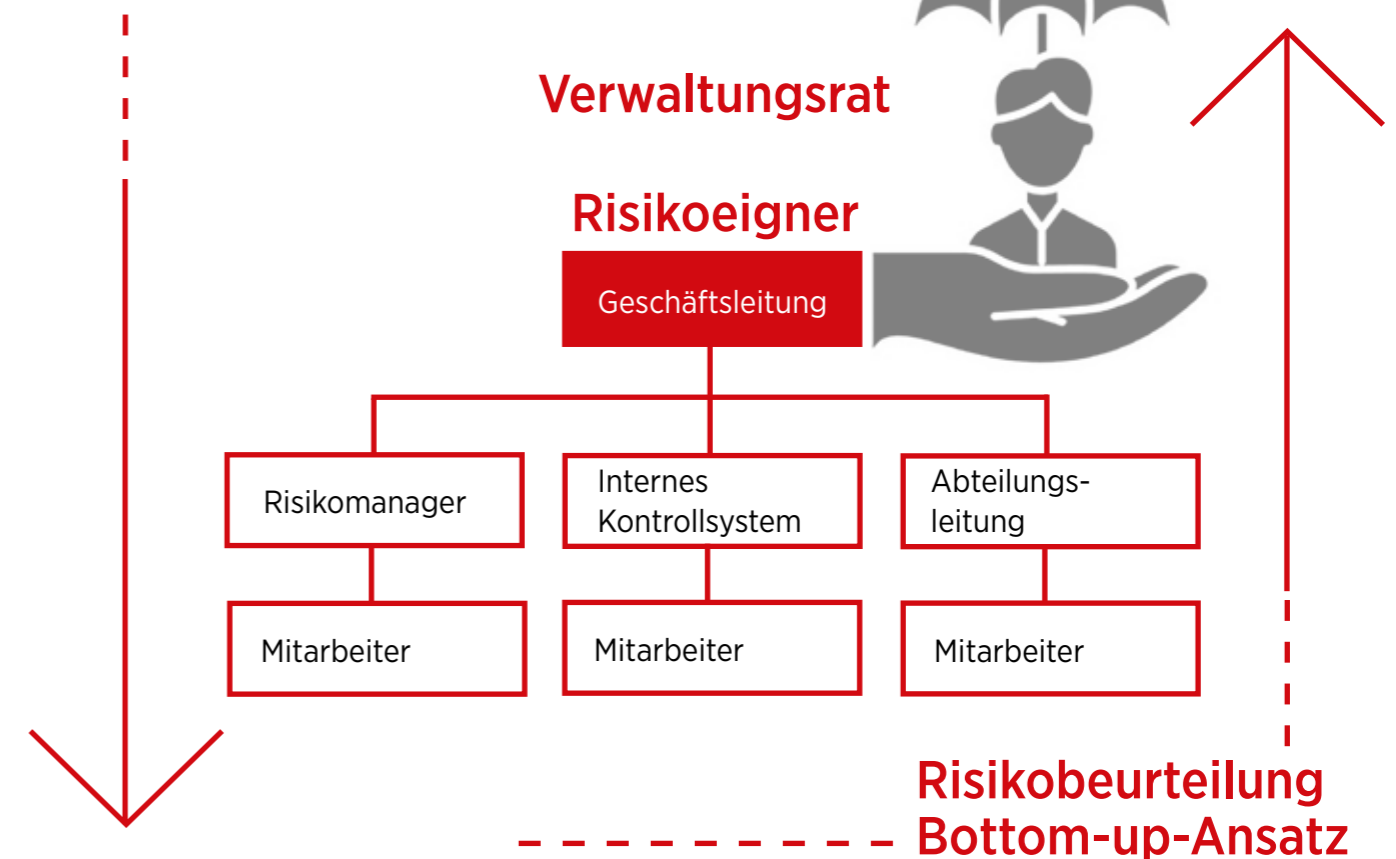 Verwaltungsrat
Risikoeigner
Geschäftsleitung
Risikomanager
Internes
Kontrollsystem
Abteilungs-
leitung
Mitarbeiter
Mitarbeiter
Mitarbeiter
Risikobeurteilung
Bottom-up-Ansatz